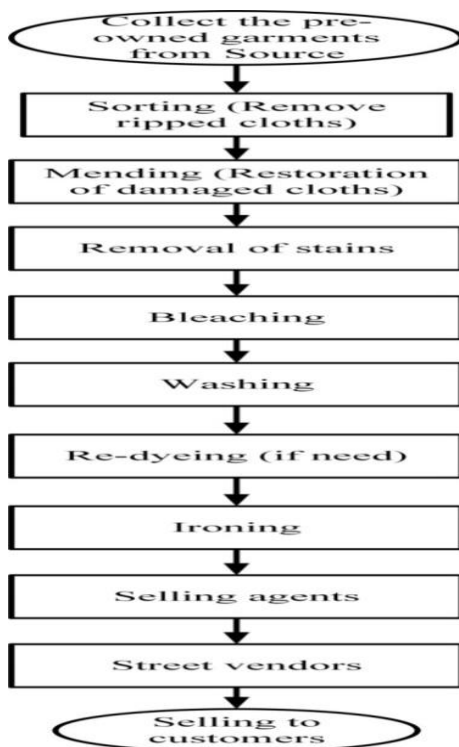 Collect the pre-
owned garments
from Source
Sorting (Remove
ripped cloths)
Mending (Restoration
of damaged cloths)
Removal of stains
Bleaching
Washing
Re-dyeing (if need)
Ironing
Selling agents
Street vendors
Selling to
customers